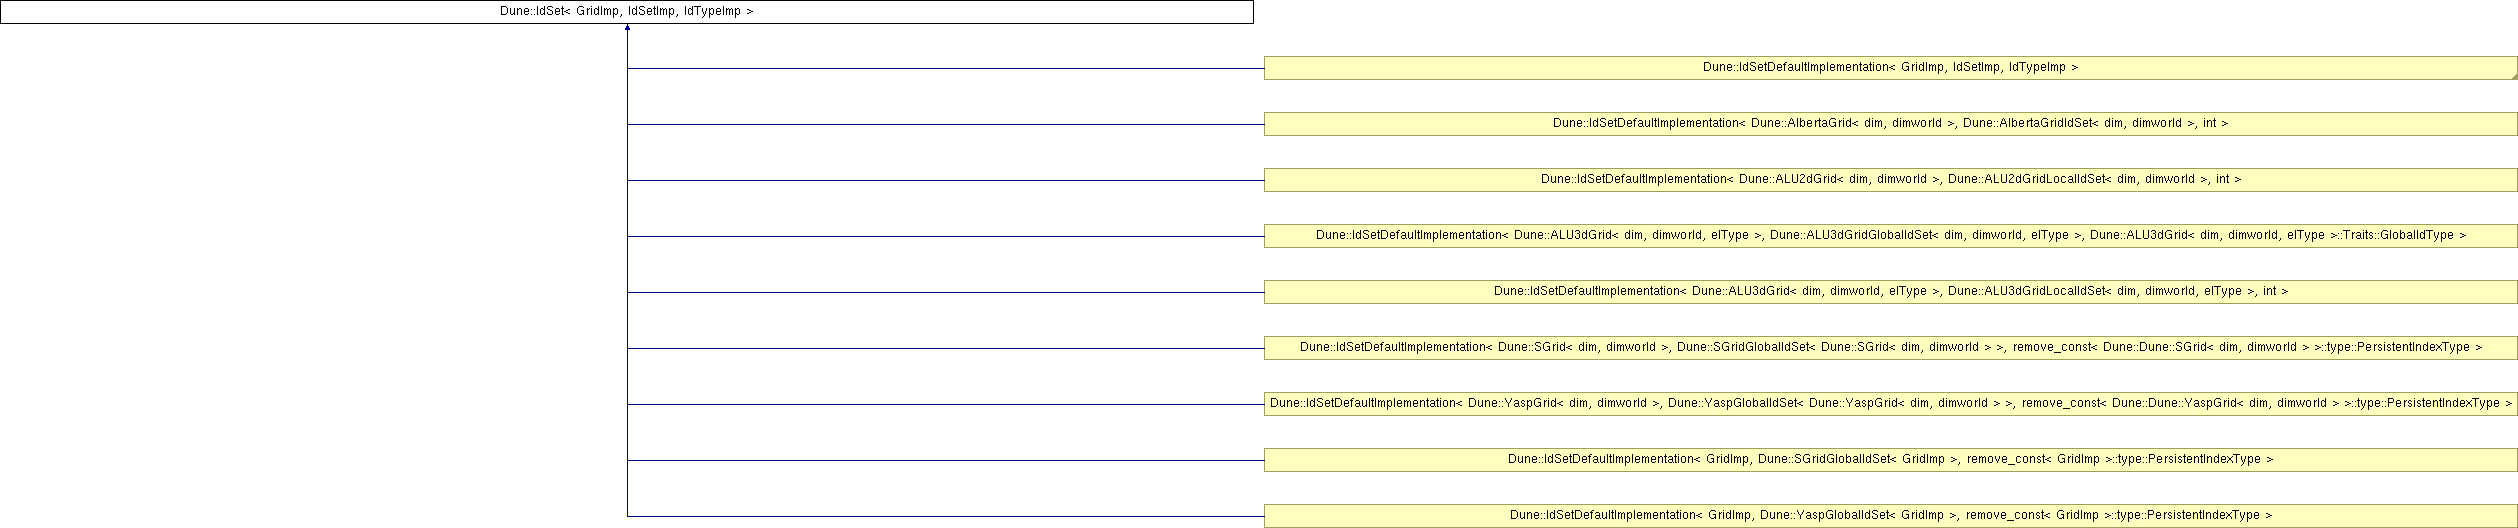 Dune::IdSet< GridImp, IdSetImp, IdTypeImp >
Dune::IdSetDefaultImplementation< GridImp, IdSetImp, IdTypeImp >
Dune::IdSetDefaultImplementation< Dune::AlbertaGrid< dim, dimworld >, Dune::AlbertaGridIdSet< dim, dimworld >, int >
Dune::IdSetDefaultImplementation< Dune::ALU2dGrid< dim, dimworld >, Dune::ALU2dGridLocalIdSet< dim, dimworld >, int >
Dune::IdSetDefaultImplementation< Dune::ALU3dGrid< dim, dimworld, elType >, Dune::ALU3dGridGlobalIdSet< dim, dimworld, elType >, Dune::ALU3dGrid< dim, dimworld, elType >::Traits::GlobalIdType >
Dune::IdSetDefaultImplementation< Dune::ALU3dGrid< dim, dimworld, elType >, Dune::ALU3dGridLocalIdSet< dim, dimworld, elType >, int >
Dune::IdSetDefaultImplementation< Dune::SGrid< dim, dimworld >, Dune::SGridGlobalIdSet< Dune::SGrid< dim, dimworld > >, remove_const< Dune::Dune::SGrid< dim, dimworld > >::type::PersistentIndexType >
Dune::IdSetDefaultImplementation< Dune::YaspGrid< dim, dimworld >, Dune::YaspGlobalIdSet< Dune::YaspGrid< dim, dimworld > >, remove_const< Dune::Dune::YaspGrid< dim, dimworld > >::type::PersistentIndexType >
Dune::IdSetDefaultImplementation< GridImp, Dune::SGridGlobalIdSet< GridImp >, remove_const< GridImp >::type::PersistentIndexType >
Dune::IdSetDefaultImplementation< GridImp, Dune::YaspGlobalIdSet< GridImp >, remove_const< GridImp >::type::PersistentIndexType >